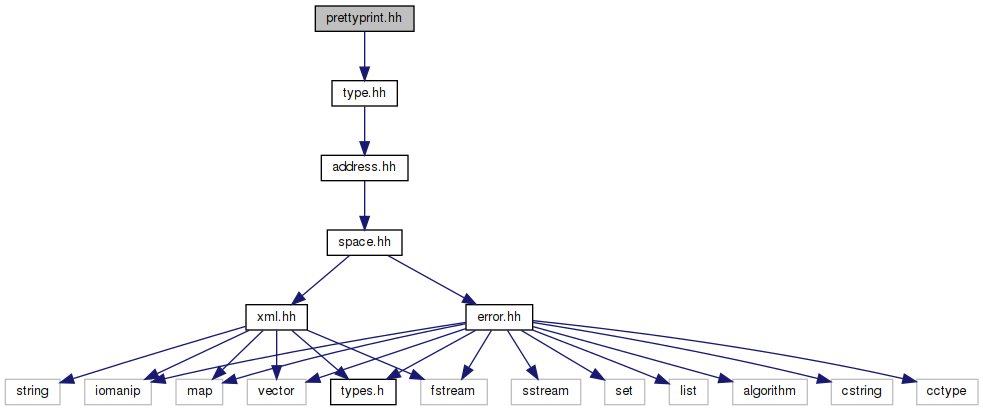 prettyprint.hh
type.hh
address.hh
space.hh
xml.hh
error.hh
string
iomanip
map
vector
types.h
fstream
sstream
set
list
algorithm
cstring
cctype